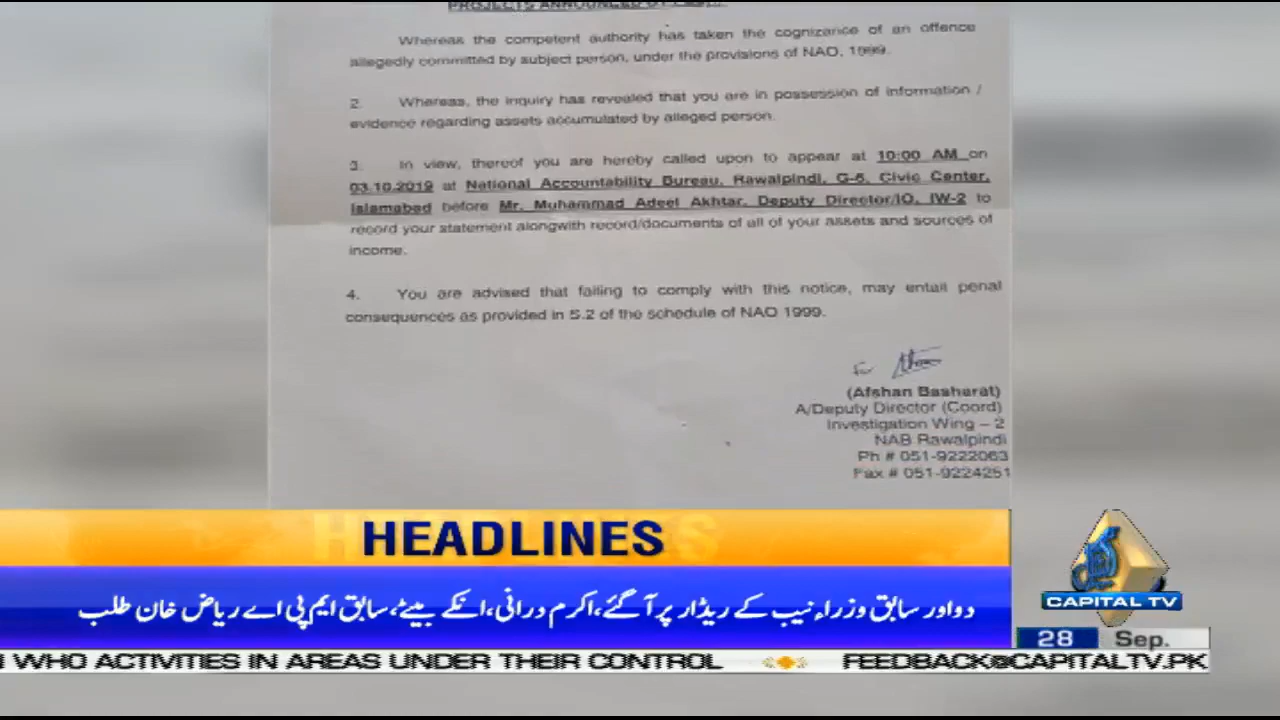 PROJECTS ANNOUNCED BY
Whereas the competent authority has taken the cognizance of an offence
allegedly committed by subject person, under the provisions of NAO, 1999.
2. Whereas, the inquiry has revealed that you are in possession of information /
evidence regarding assets accumulated by alleged person.
3. In view, thereof you are hereby called upon to appear at 10:00 AM on
03.10.2019 at National Accountability Bureau, Rawalpindi, G-6, Civic Center,
Islamabad before Mr. Muhammad Adeel Akhtar, Deputy Director/IO, IW-2 to
record your statement alongwith record/documents of all of your assets and sources of
income.
4. You are advised that failing to comply with this notice, may entail penal
consequences as provided in S.2 of the schedule of NAO 1999.
For
(Afshan Basharat)
A/Deputy Director (Coord)
Investigation Wing – 2
NAB Rawalpindi
Ph # 051-9222063
Fax # 051-9224251
HEADLINES
دو اور سابق وزراء نیب کے ریڈار پر آگئے، اکرم درانی، انکے بیٹے، سابق ایم پی اے ریاض خان طلب
کیپیٹل
CAPITAL TV
28 Sep.
WHO ACTIVITIES IN AREAS UNDER THEIR CONTROL FEEDBACK@CAPITALTV.PK